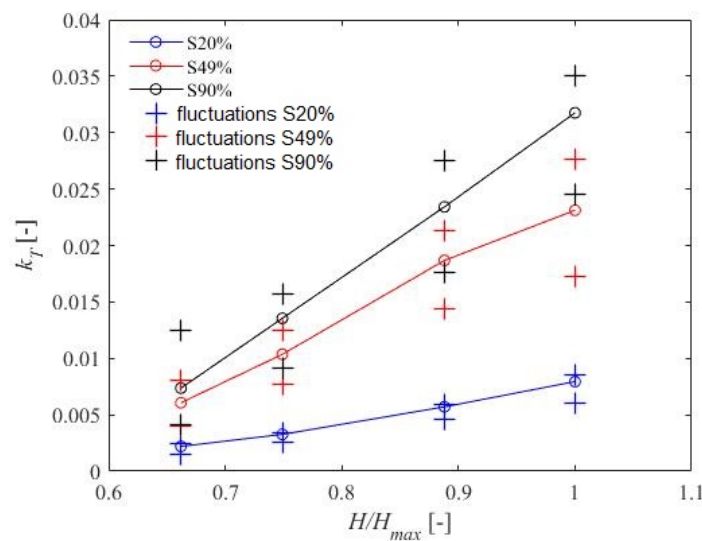 0.04
0.035
0.03
0.025
0.02
0.015
0.01
0.005
0
k_T [-]
S20%
S49%
S90%
fluctuations S20%
fluctuations S49%
fluctuations S90%
0.6 0.7 0.8 0.9 1 1.1
H/H_max [-]